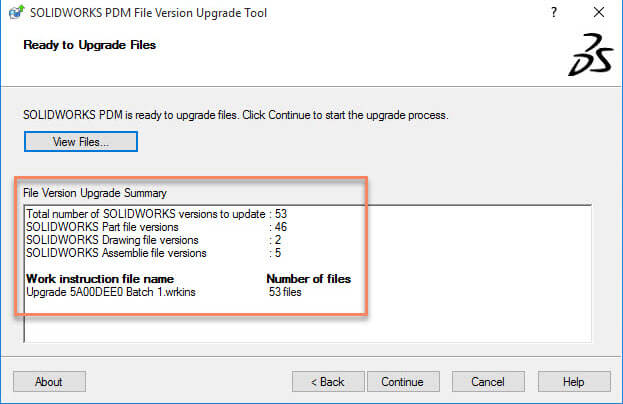 SOLIDWORKS PDM File Version Upgrade Tool
?
Ready to Upgrade Files
SOLIDWORKS PDM is ready to upgrade files. Click Continue to start the upgrade process.
View Files...
File Version Upgrade Summary
Total number of SOLIDWORKS versions to update : 53
SOLIDWORKS Part file versions : 46
SOLIDWORKS Drawing file versions : 2
SOLIDWORKS Assemblie file versions : 5
Work instruction file name Number of files
Upgrade 5A00DEE0 Batch 1.wrkins 53 files
About < Back Continue Cancel Help